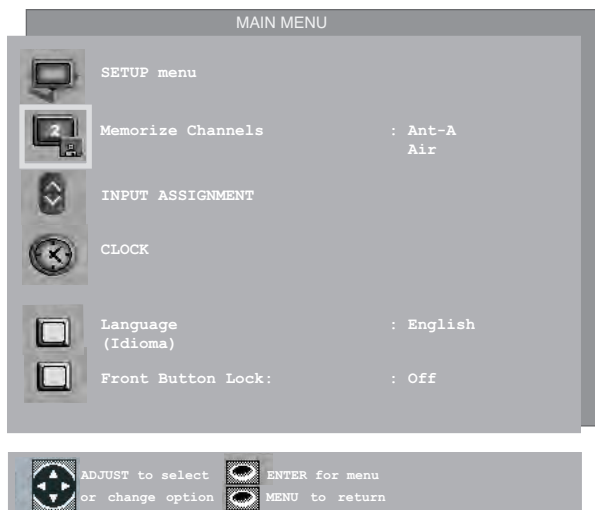 MAIN MENU
SETUP menu
2
Memorize Channels : Ant-A
Air
INPUT ASSIGNMENT
CLOCK
Language : English
(Idioma)
Front Button Lock: : Off
ADJUST to select ENTER for menu
or change option MENU to return